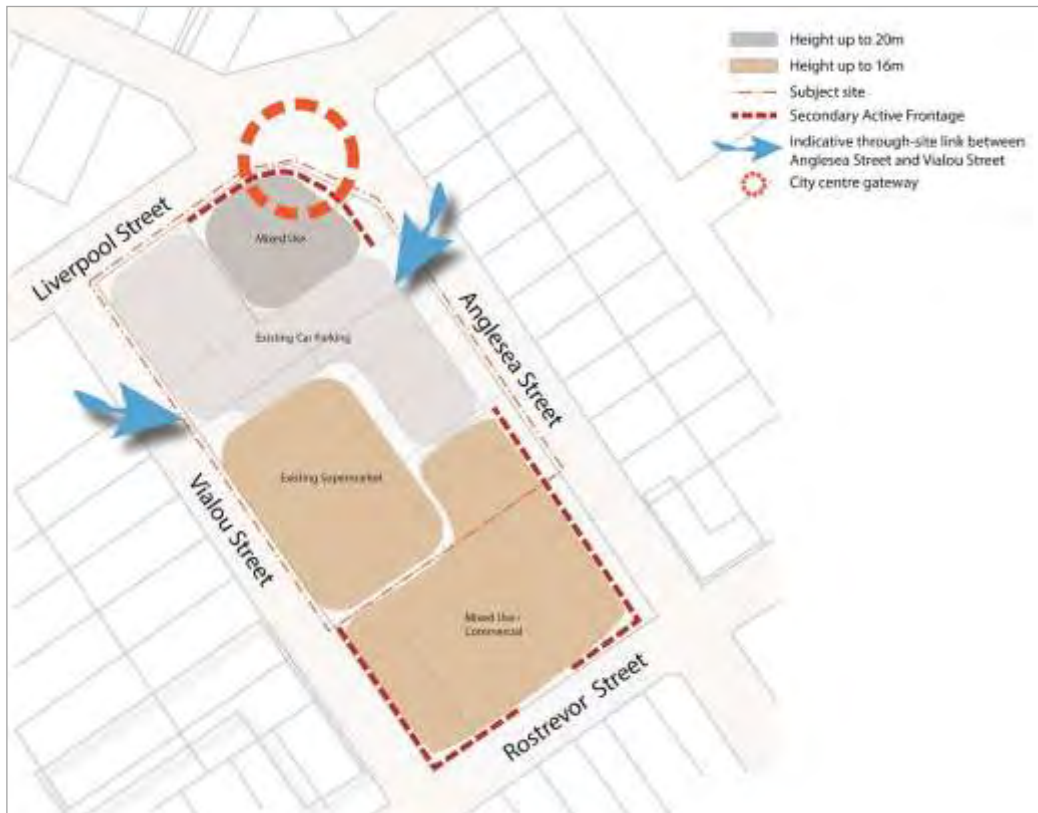 Height up to 20m
Height up to 16m
Subject site
Secondary Active Frontage
Indicative through-site link between
Anglesea Street and Vialou Street
City centre gateway
Liverpool Street
Mixed Use
Anglesea Street
Existing Car Parking
Existing Supermarket
Vialou Street
Mixed Use -
Commercial
Rostrevor Street